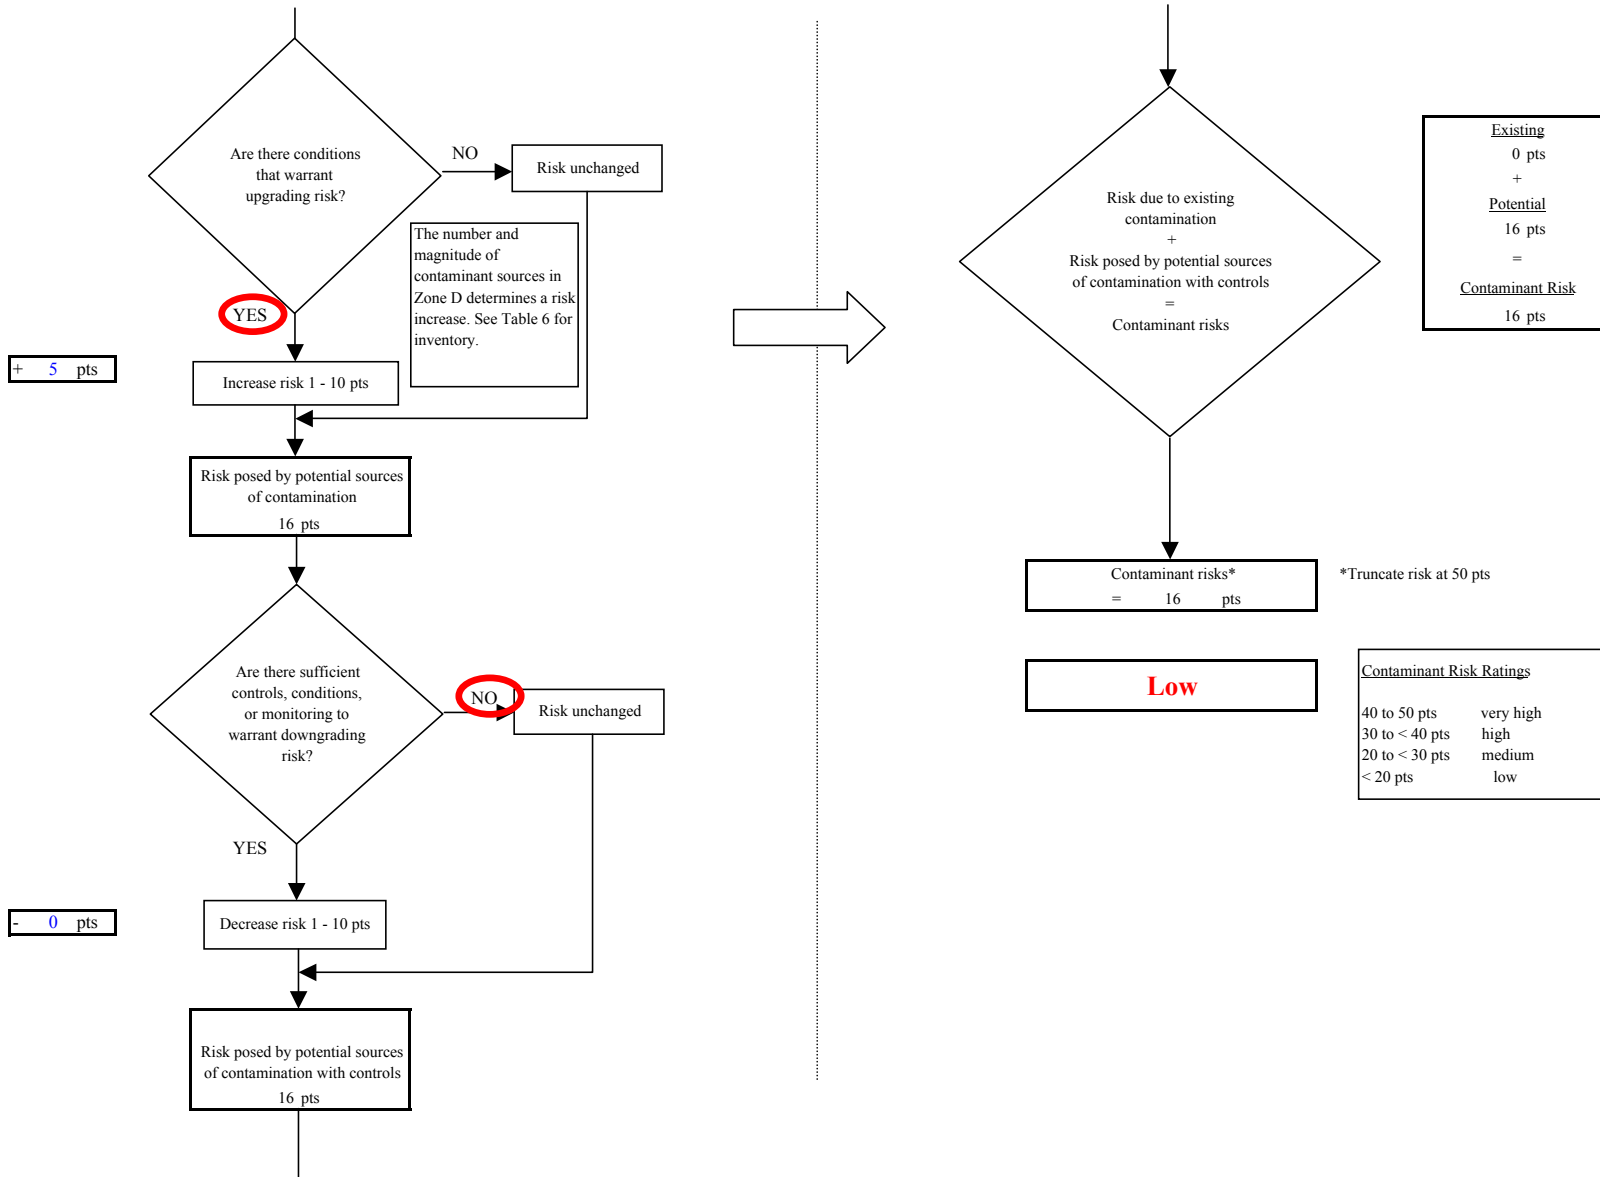 Are there conditions
that warrant
upgrading risk?
NO
Risk unchanged
The number and
magnitude of
contaminant sources in
Zone D determines a risk
increase. See Table 6 for
inventory.
YES
+ 5 pts
Increase risk 1 - 10 pts
Risk posed by potential sources
of contamination
16 pts
Are there sufficient
controls, conditions,
or monitoring to
warrant downgrading
risk?
NO
Risk unchanged
YES
- 0 pts
Decrease risk 1 - 10 pts
Risk posed by potential sources
of contamination with controls
16 pts
Risk due to existing
contamination
+
Risk posed by potential sources
of contamination with controls
=
Contaminant risks
Existing
0 pts
+
Potential
16 pts
=
Contaminant Risk
16 pts
Contaminant risks*
= 16 pts
*Truncate risk at 50 pts
Low
Contaminant Risk Ratings
40 to 50 pts very high
30 to < 40 pts high
20 to < 30 pts medium
< 20 pts low